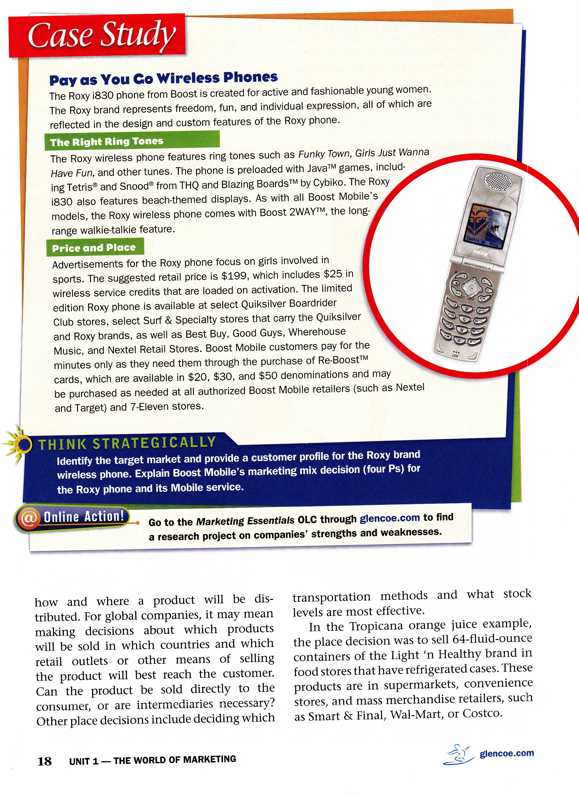 Case Study
Pay as You Go Wireless Phones
The Roxy i830 phone from Boost is created for active and fashionable young women.
The Roxy brand represents freedom, fun, and individual expression, all of which are
reflected in the design and custom features of the Roxy phone.
The Right Ring Tones
The Roxy wireless phone features ring tones such as Funky Town, Girls Just Wanna
Have Fun, and other tunes. The phone is preloaded with Java™ games, includ-
ing Tetris® and Snood® from THQ and Blazing Boards™ by Cybiko. The Roxy
i830 also features beach-themed displays. As with all Boost Mobile's
models, the Roxy wireless phone comes with Boost 2WAY™, the long-
range walkie-talkie feature.
Price and Place
Advertisements for the Roxy phone focus on girls involved in
sports. The suggested retail price is $199, which includes $25 in
wireless service credits that are loaded on activation. The limited
edition Roxy phone is available at select Quiksilver Boardrider
Club stores, select Surf & Specialty stores that carry the Quiksilver
and Roxy brands, as well as Best Buy, Good Guys, Wherehouse
Music, and Nextel Retail Stores. Boost Mobile customers pay for the
minutes only as they need them through the purchase of Re-Boost™
cards, which are available in $20, $30, and $50 denominations and may
be purchased as needed at all authorized Boost Mobile retailers (such as Nextel
and Target) and 7-Eleven stores.
THINK STRATEGICALLY
Identify the target market and provide a customer profile for the Roxy brand
wireless phone. Explain Boost Mobile's marketing mix decision (four Ps) for
the Roxy phone and its Mobile service.
@ Online Action!
Go to the Marketing Essentials OLC through glencoe.com to find
a research project on companies' strengths and weaknesses.
how and where a product will be dis-
tributed. For global companies, it may mean
making decisions about which products
will be sold in which countries and which
retail outlets or other means of selling
the product will best reach the customer.
Can the product be sold directly to the
consumer, or are intermediaries necessary?
Other place decisions include deciding which
transportation methods and what stock
levels are most effective.
In the Tropicana orange juice example,
the place decision was to sell 64-fluid-ounce
containers of the Light 'n Healthy brand in
food stores that have refrigerated cases. These
products are in supermarkets, convenience
stores, and mass merchandise retailers, such
as Smart & Final, Wal-Mart, or Costco.
18 UNIT 1 — THE WORLD OF MARKETING
glencoe.com